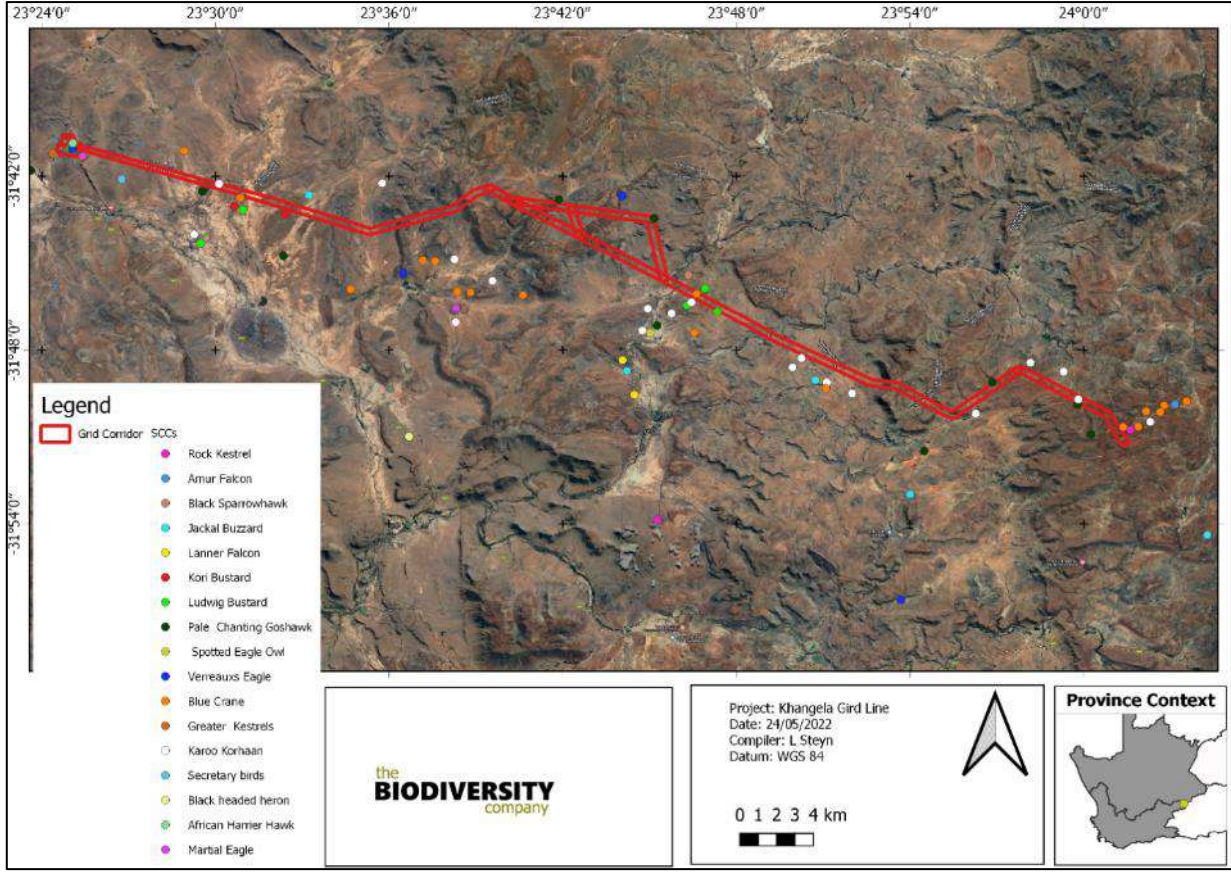 23°24'0" 23°30'0" 23°36'0" 23°42'0" 23°48'0" 23°54'0" 24°0'0"
-31°42'0"
-31°48'0"
-31°54'0"
Legend
Grid Corridor
SCCs
Rock Kestrel
Amur Falcon
Black Sparrowhawk
Jackal Buzzard
Lanner Falcon
Kori Bustard
Ludwig Bustard
Pale Chanting Goshawk
Spotted Eagle Owl
Verreauxs Eagle
Blue Crane
Greater Kestrels
Karoo Korhaan
Secretary birds
Black headed heron
African Harrier Hawk
Martial Eagle
the
BIODIVERSITY
company
Project: Khangela Gird Line
Date: 24/05/2022
Compiler: L Steyn
Datum: WGS 84
0 1 2 3 4 km
Province Context